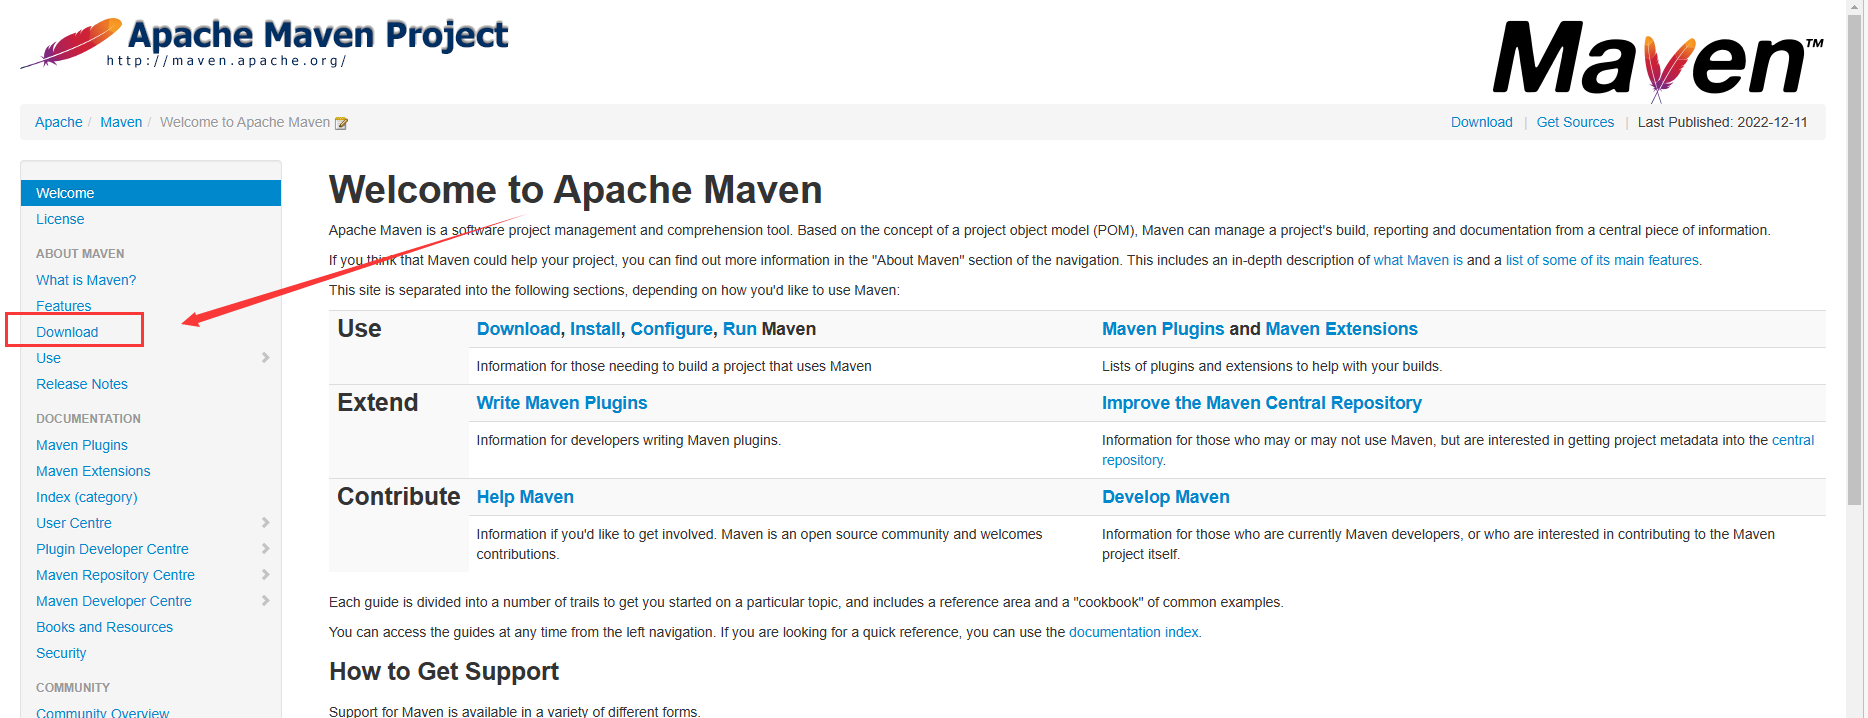 Apache Maven Project
http://maven.apache.org/
Maven™
Apache / Maven / Welcome to Apache Maven
Download | Get Sources | Last Published: 2022-12-11
Welcome
License
ABOUT MAVEN
What is Maven?
Features
Download
Use
Release Notes
DOCUMENTATION
Maven Plugins
Maven Extensions
Index (category)
User Centre
Plugin Developer Centre
Maven Repository Centre
Maven Developer Centre
Books and Resources
Security
COMMUNITY
Community Overview
Welcome to Apache Maven
Apache Maven is a software project management and comprehension tool. Based on the concept of a project object model (POM), Maven can manage a project's build, reporting and documentation from a central piece of information.
If you think that Maven could help your project, you can find out more information in the "About Maven" section of the navigation. This includes an in-depth description of what Maven is and a list of some of its main features.
This site is separated into the following sections, depending on how you'd like to use Maven:
Use
Download, Install, Configure, Run Maven
Maven Plugins and Maven Extensions
Information for those needing to build a project that uses Maven
Lists of plugins and extensions to help with your builds.
Extend
Write Maven Plugins
Improve the Maven Central Repository
Information for developers writing Maven plugins.
Information for those who may or may not use Maven, but are interested in getting project metadata into the central
repository.
Contribute
Help Maven
Develop Maven
Information if you'd like to get involved. Maven is an open source community and welcomes
contributions.
Information for those who are currently Maven developers, or who are interested in contributing to the Maven
project itself.
Each guide is divided into a number of trails to get you started on a particular topic, and includes a reference area and a "cookbook" of common examples.
You can access the guides at any time from the left navigation. If you are looking for a quick reference, you can use the documentation index.
How to Get Support
Support for Maven is available in a variety of different forms.